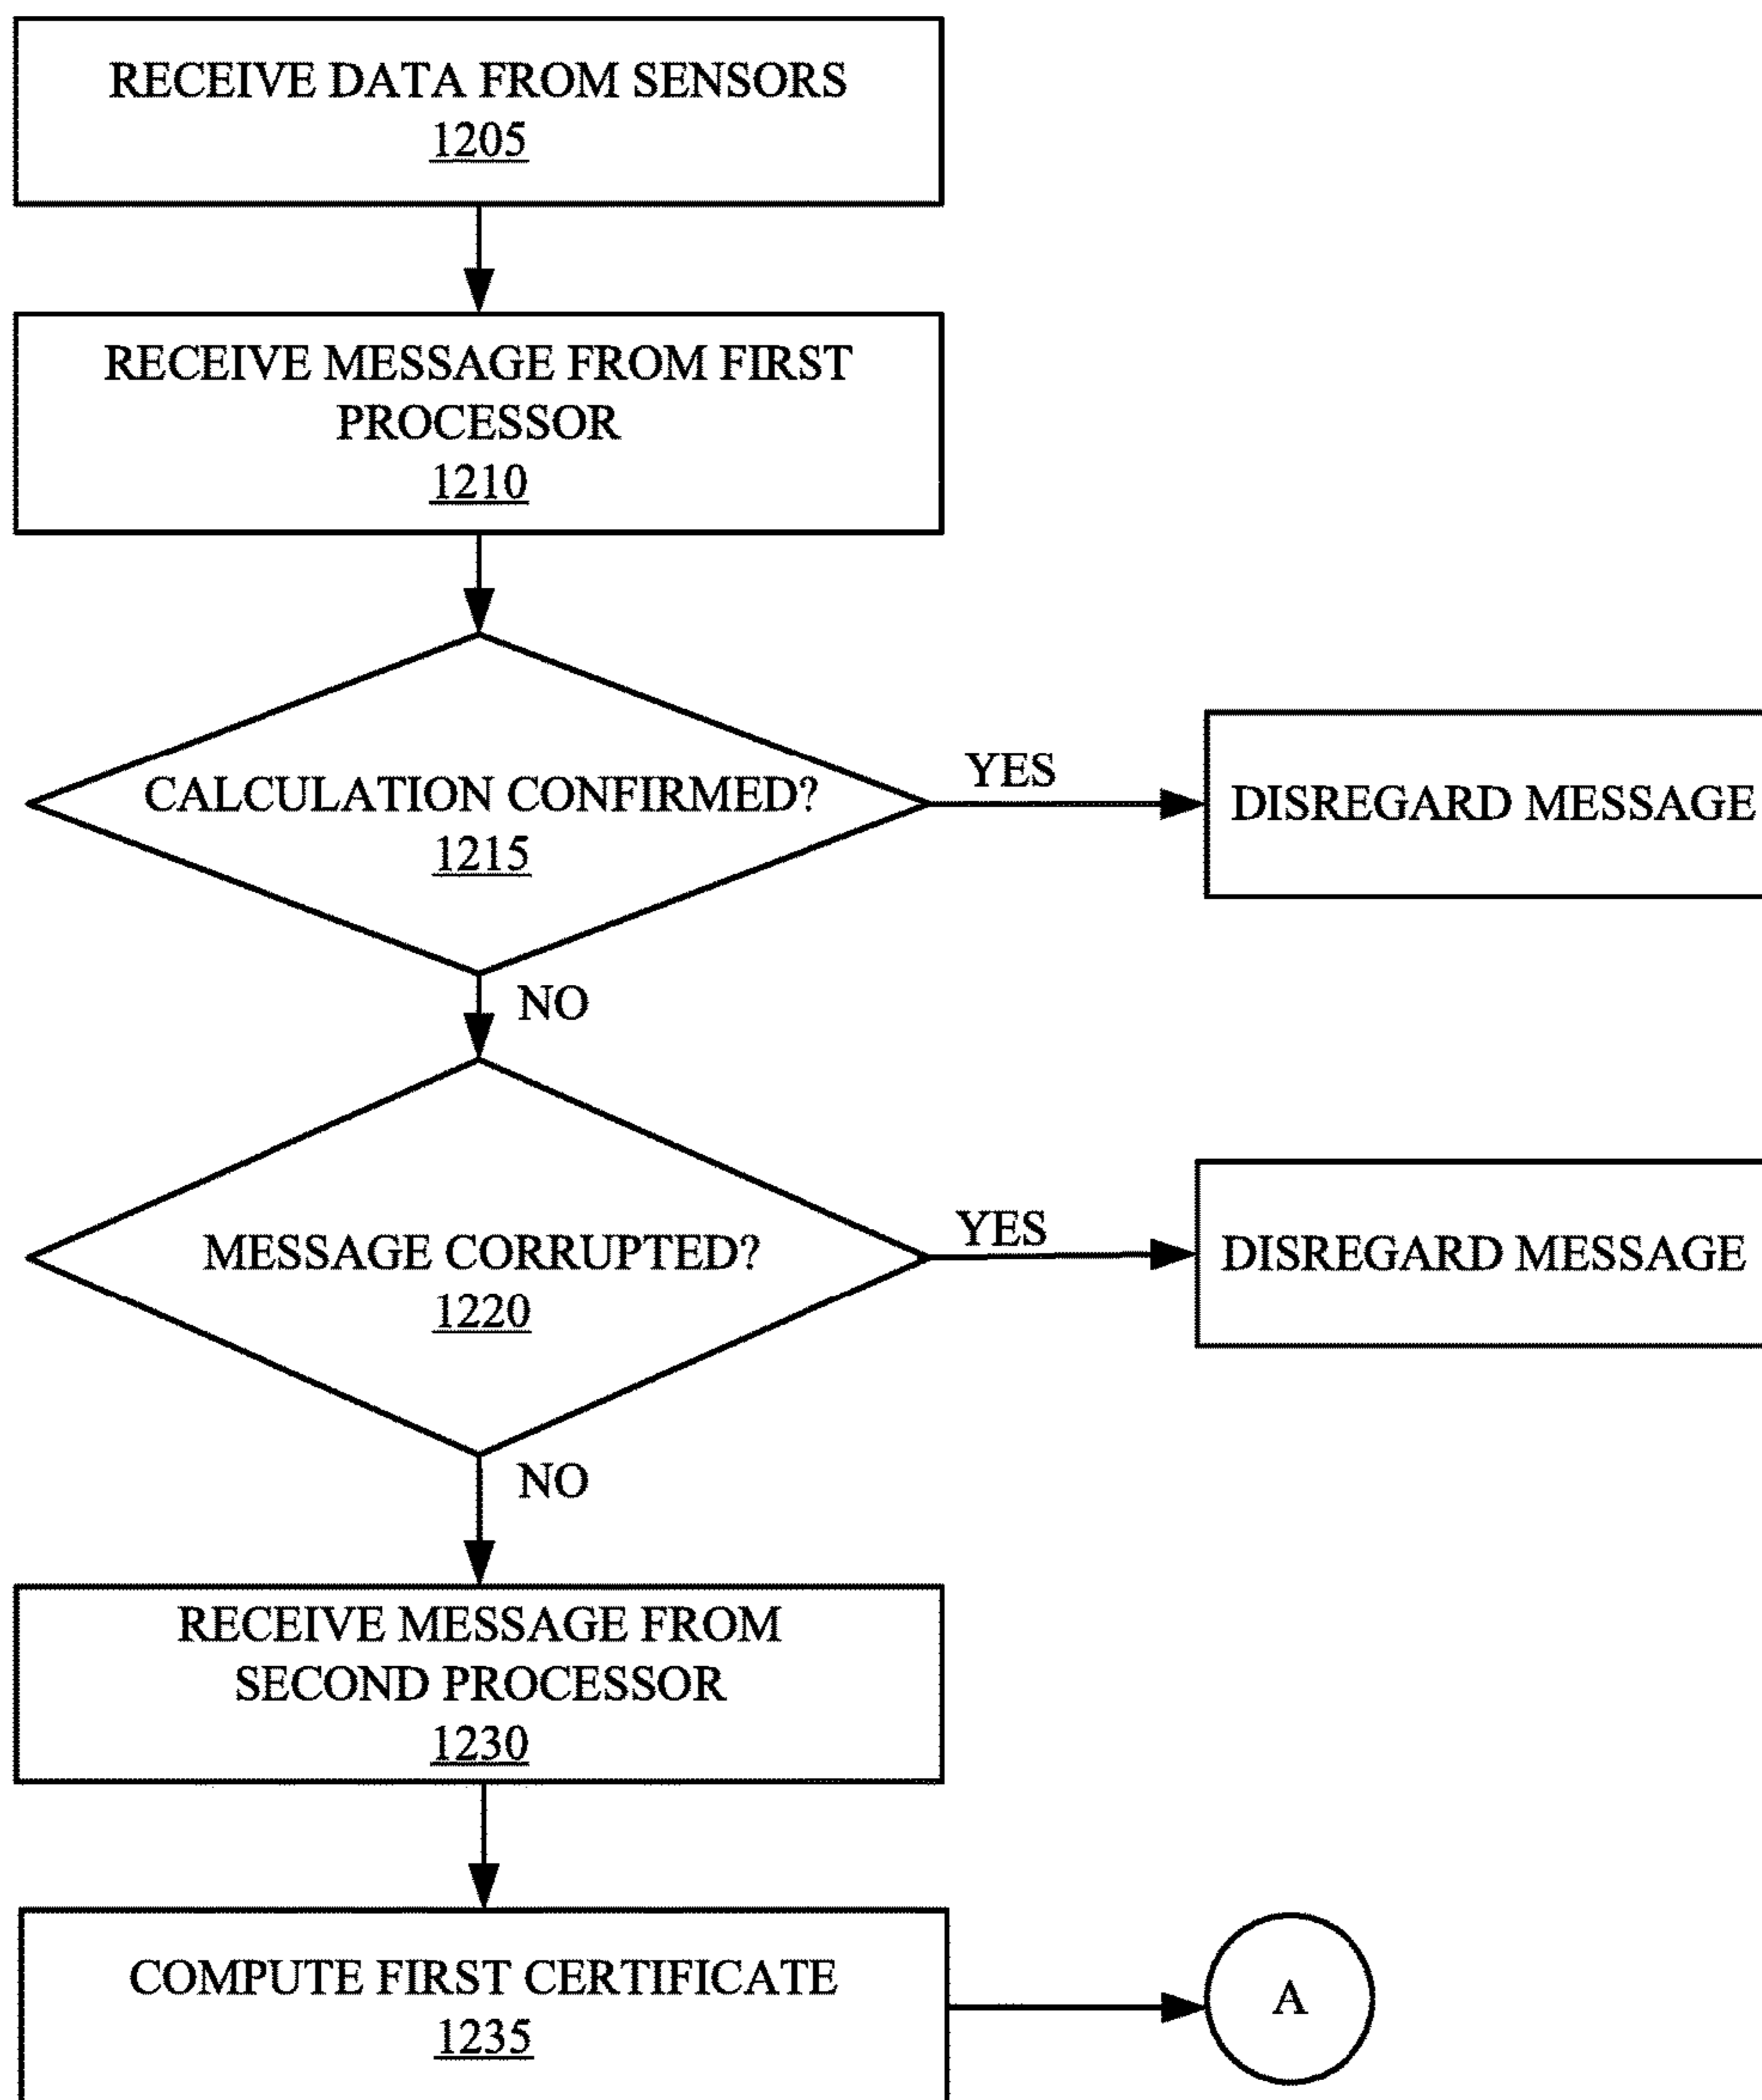 RECEIVE DATA FROM SENSORS
1205
RECEIVE MESSAGE FROM FIRST
PROCESSOR
1210
CALCULATION CONFIRMED?
1215
YES
DISREGARD MESSAGE
NO
MESSAGE CORRUPTED?
1220
YES
DISREGARD MESSAGE
NO
RECEIVE MESSAGE FROM
SECOND PROCESSOR
1230
COMPUTE FIRST CERTIFICATE
1235
A